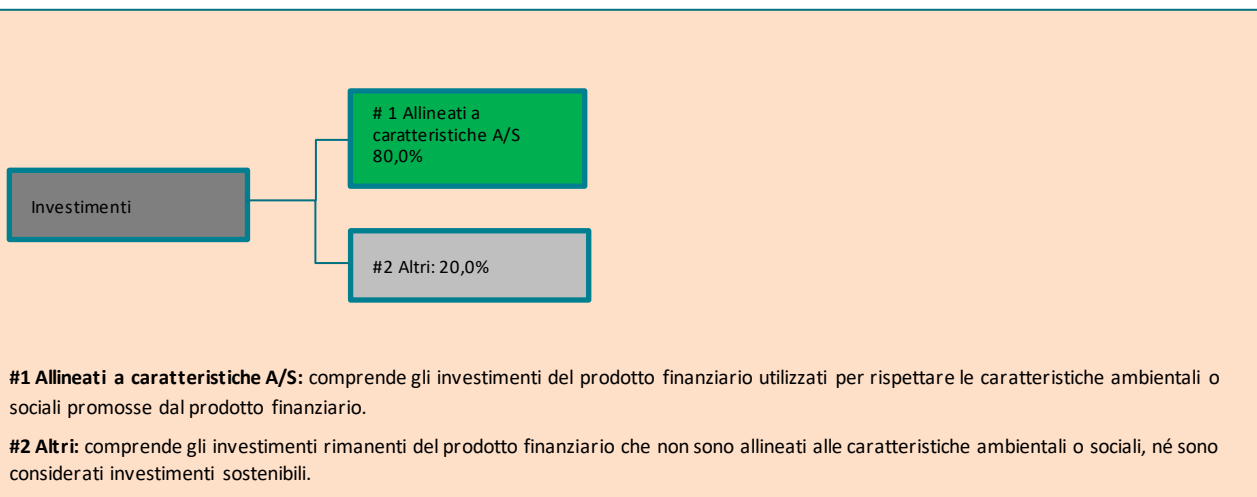 # 1 Allineati a
caratteristiche A/S
80,0%
Investimenti
#2 Altri: 20,0%
#1 Allineati a caratteristiche A/S: comprende gli investimenti del prodotto finanziario utilizzati per rispettare le caratteristiche ambientali o
sociali promosse dal prodotto finanziario.
#2 Altri: comprende gli investimenti rimanenti del prodotto finanziario che non sono allineati alle caratteristiche ambientali o sociali, né sono
considerati investimenti sostenibili.